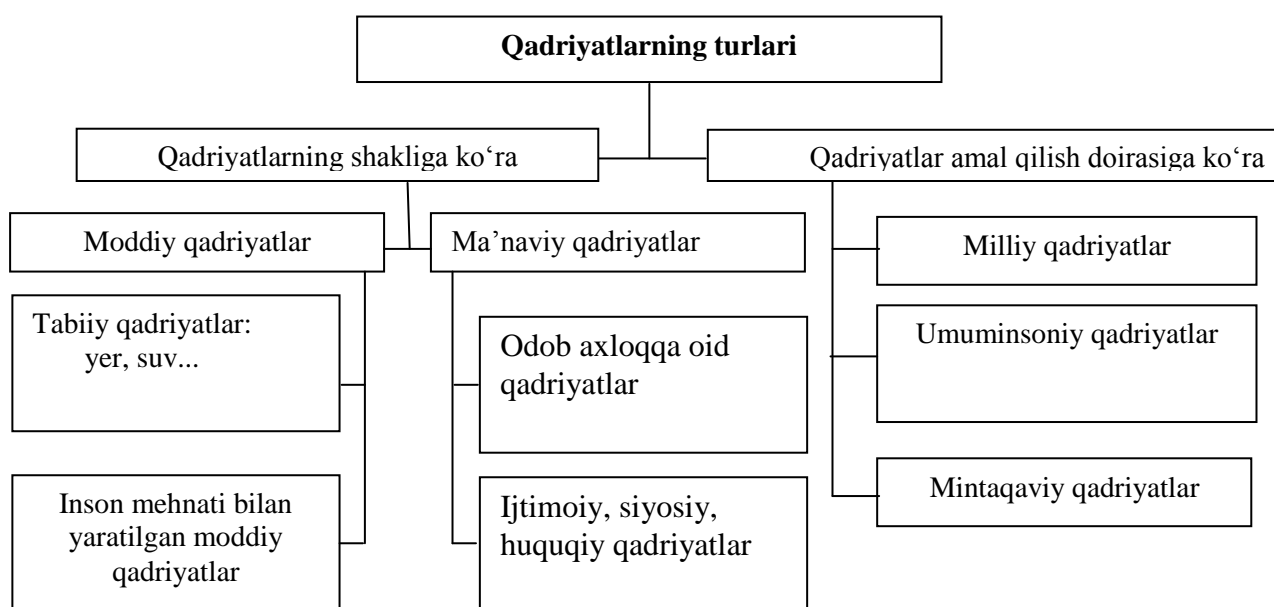 Qadriyatlarning turlari
Qadriyatlarning shakliga ko‘ra
Qadriyatlar amal qilish doirasiga ko‘ra
Moddiy qadriyatlar
Ma’naviy qadriyatlar
Milliy qadriyatlar
Tabiiy qadriyatlar:
yer, suv...
Odob axloqqa oid
qadriyatlar
Umuminsoniy qadriyatlar
Inson mehnati bilan
yaratilgan moddiy
qadriyatlar
Ijtimoiy, siyosiy,
huquqiy qadriyatlar
Mintaqaviy qadriyatlar